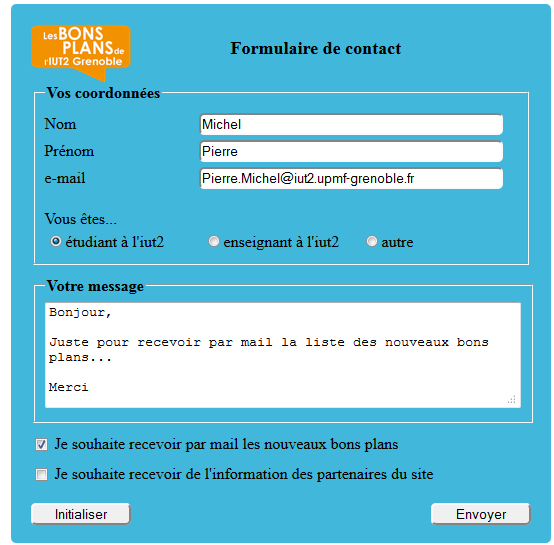 Les BONS
PLANS de
l'IUT2 Grenoble
Formulaire de contact
Vos coordonnées
Nom Michel
Prénom Pierre
e-mail Pierre.Michel@iut2.upmf-grenoble.fr
Vous êtes...
étudiant à l'iut2 enseignant à l'iut2 autre
Votre message
Bonjour,
Juste pour recevoir par mail la liste des nouveaux bons
plans...
Merci
Je souhaite recevoir par mail les nouveaux bons plans
Je souhaite recevoir de l'information des partenaires du site
Initialiser Envoyer